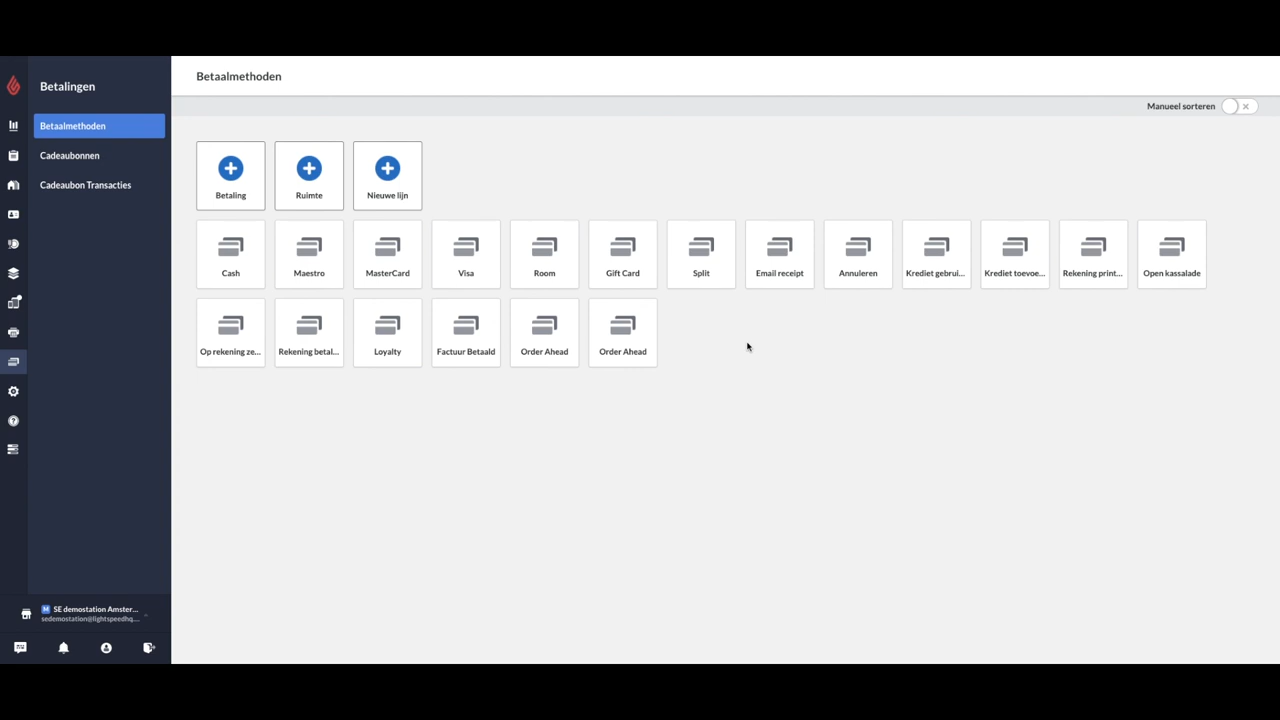 Betalingen
Betaalmethoden
Cadeaubonnen
Cadeaubon Transacties
Betaalmethoden
Manueel sorteren
Betaling
Ruimte
Nieuwe lijn
Cash
Maestro
MasterCard
Visa
Room
Gift Card
Split
Email receipt
Annuleren
Krediet gebrui...
Krediet toevoe...
Rekening print...
Open kassalade
Op rekening ze...
Rekening betal...
Loyalty
Factuur Betaald
Order Ahead
Order Ahead
M SE demostation Amster...
sedemostation@lightspeedhq....